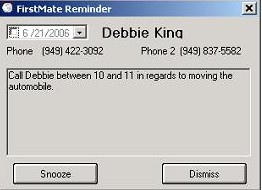 FirstMate Reminder
6 /21/2006 Debbie King
Phone (949) 422-3092 Phone 2 (949) 837-5582
Call Debbie between 10 and 11 in regards to moving the
automobile.
Snooze Dismiss